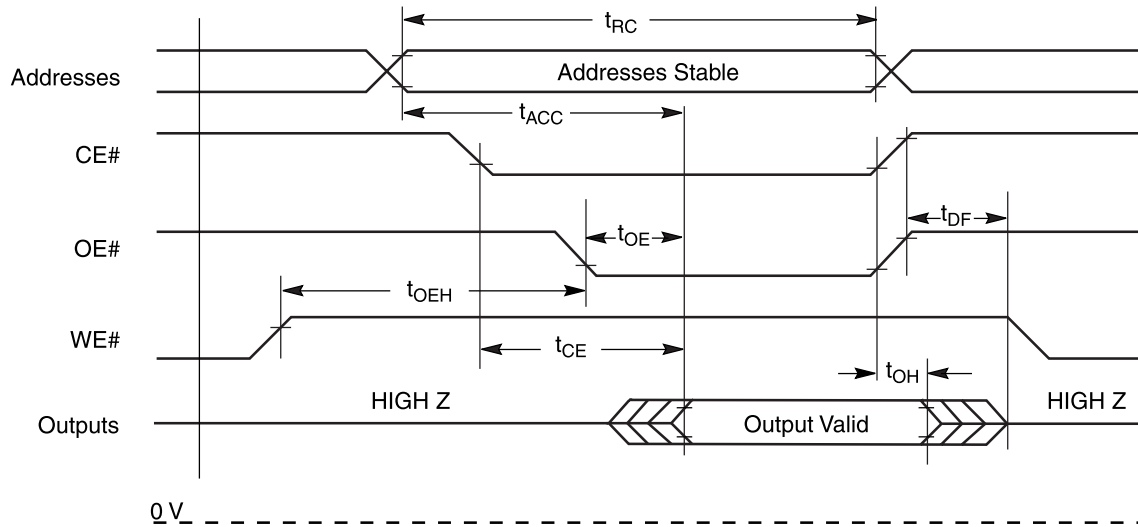 tRC
Addresses
Addresses Stable
tACC
CE#
tDF
OE#
tOE
tOEH
WE#
tCE
tOH
HIGH Z
HIGH Z
Outputs
Output Valid
0 V